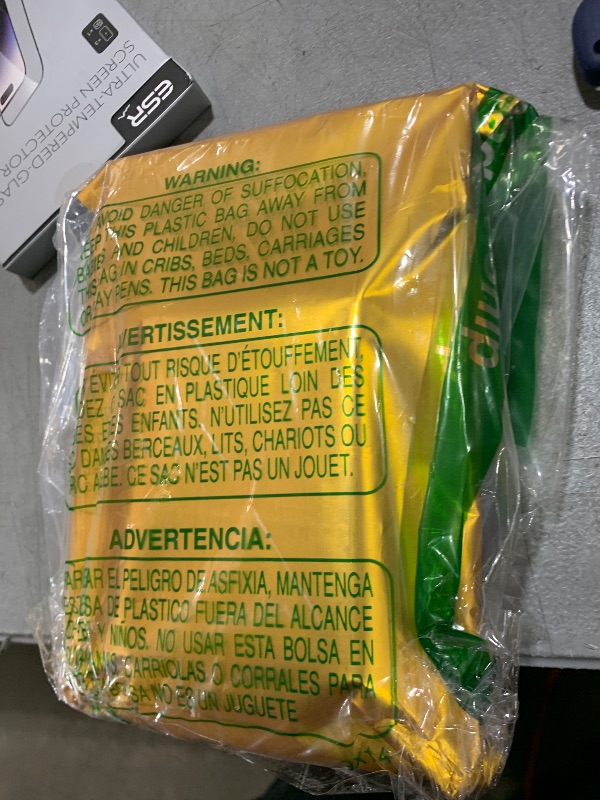 ESR
ULTRA-TEMPERED-GLASS
SCREEN PROTECTOR
WARNING:
AVOID DANGER OF SUFFOCATION,
KEEP THIS PLASTIC BAG AWAY FROM
AND CHILDREN, DO NOT USE
THIS BAG IN CRIBS, BEDS, CARRIAGES
PENS. THIS BAG IS NOT A TOY.
VERTISSEMENT:
TOUT RISQUE D'ÉTOUFFEMENT,
SAC EN PLASTIQUE LOIN DES
ENFANTS. N'UTILISEZ PAS CE
DANS BERCEAUX, LITS, CHARIOTS OU
CE SAC N'EST PAS UN JOUET.
ADVERTENCIA:
EL PELIGRO DE ASFIXIA, MANTENGA
DE PLASTICO FUERA DEL ALCANCE
Y NIÑOS. NO USAR ESTA BOLSA EN
CARRIOLAS O CORRALES PARA
NO ES UN JUGUETE